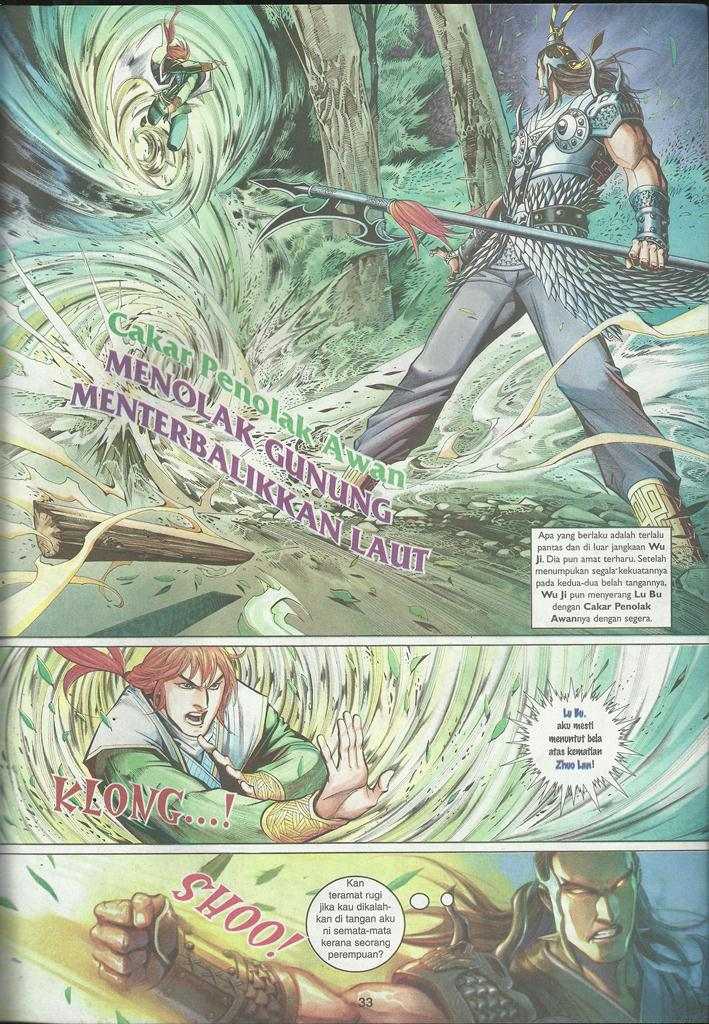 Cakar Penolak Awan
MENOLAK GUNUNG
MENTERBALIKKAN LAUT
Apa yang berlaku adalah terlalu
pantas dan di luar jangkaan Wu
Ji. Dia pun amat terharu. Setelah
menumpukan segala kekuatannya
pada kedua-dua belah tangannya,
Wu Ji pun menyerang Lu Bu
dengan Cakar Penolak
Awannya dengan segera.
Lu Bu,
aku mesti
menuntut bela
atas kematian
Zhuo Lan!
KLONG...!
SHOO!
Kan
teramat rugi
jika kau dikalah-
kan di tangan aku
ni semata-mata
kerana seorang
perempuan?
33